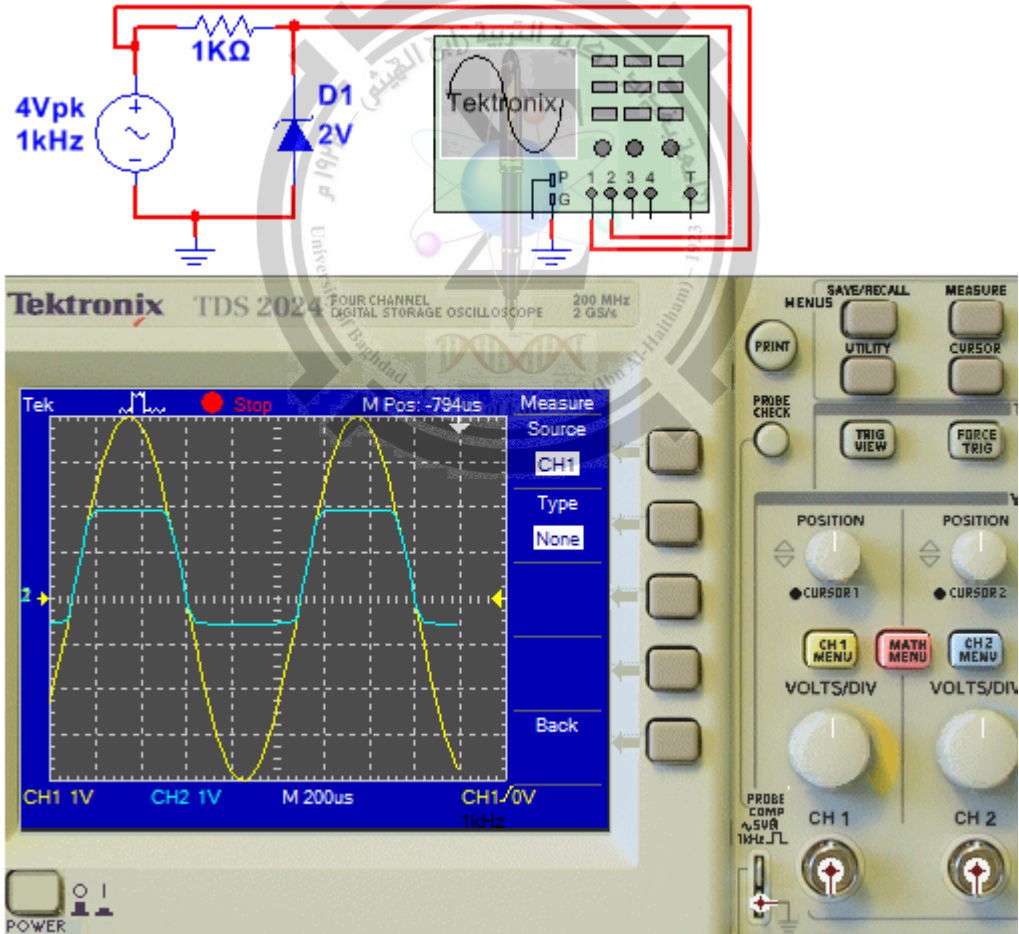 1KΩ
4Vpk
1kHz
D1
2V
Tektronix
P 1 2 3 4 T
G
Tektronix TDS 2024 FOUR CHANNEL DIGITAL STORAGE OSCILLOSCOPE 200 MHz 2 GS/s
Tek Stop M Pos: -794us Measure
Source
CH1
Type
None
Back
2
CH1 1V CH2 1V M 200us CH1 0V
1kHz
POWER
MENUS SAVE/RECALL MEASURE
PRINT UTILITY CURSOR
PROBE CHECK
TRIG VIEW FORCE TRIG
POSITION POSITION
CURSOR 1 CURSOR 2
CH 1 MENU MATH MENU CH 2 MENU
VOLTS/DIV VOLTS/DIV
PROBE COMP
~5V@
1kHz
CH 1 CH 2
1923